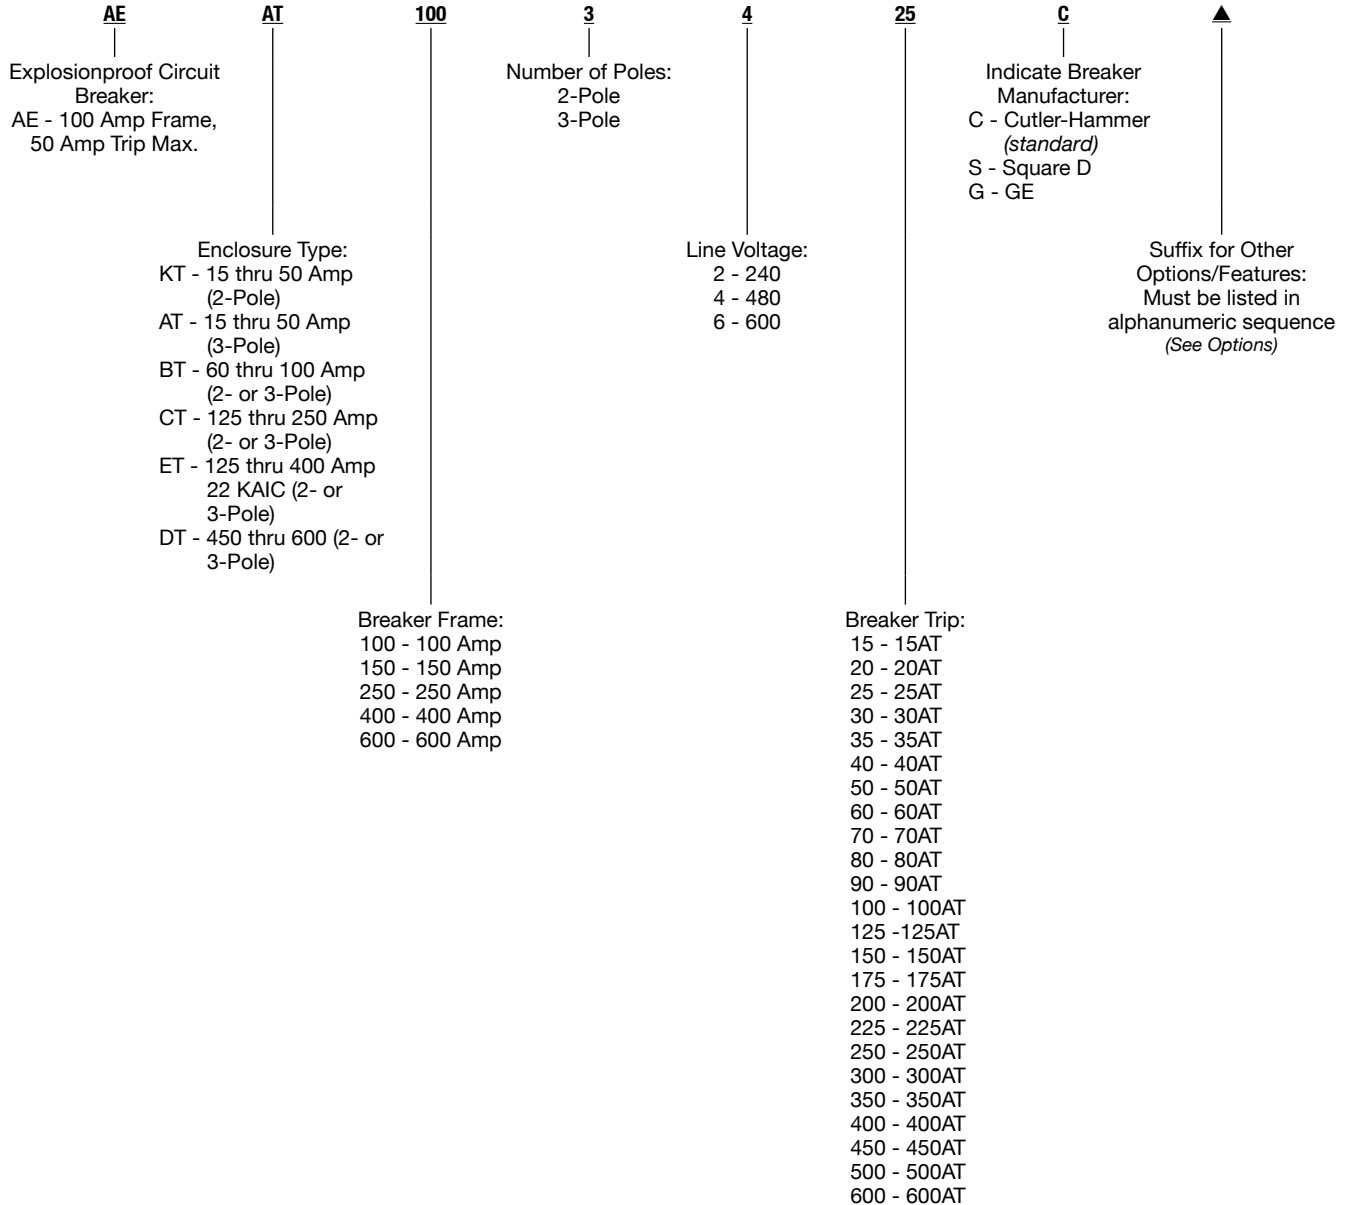 AE AT 100 3 4 25 C ▲
Explosionproof Circuit
Breaker:
AE - 100 Amp Frame,
50 Amp Trip Max.
Number of Poles:
2-Pole
3-Pole
Indicate Breaker
Manufacturer:
C - Cutler-Hammer
(standard)
S - Square D
G - GE
Enclosure Type:
KT - 15 thru 50 Amp
(2-Pole)
AT - 15 thru 50 Amp
(3-Pole)
BT - 60 thru 100 Amp
(2- or 3-Pole)
CT - 125 thru 250 Amp
(2- or 3-Pole)
ET - 125 thru 400 Amp
22 KAIC (2- or
3-Pole)
DT - 450 thru 600 (2- or
3-Pole)
Line Voltage:
2 - 240
4 - 480
6 - 600
Suffix for Other
Options/Features:
Must be listed in
alphanumeric sequence
(See Options)
Breaker Frame:
100 - 100 Amp
150 - 150 Amp
250 - 250 Amp
400 - 400 Amp
600 - 600 Amp
Breaker Trip:
15 - 15AT
20 - 20AT
25 - 25AT
30 - 30AT
35 - 35AT
40 - 40AT
50 - 50AT
60 - 60AT
70 - 70AT
80 - 80AT
90 - 90AT
100 - 100AT
125 -125AT
150 - 150AT
175 - 175AT
200 - 200AT
225 - 225AT
250 - 250AT
300 - 300AT
350 - 350AT
400 - 400AT
450 - 450AT
500 - 500AT
600 - 600AT